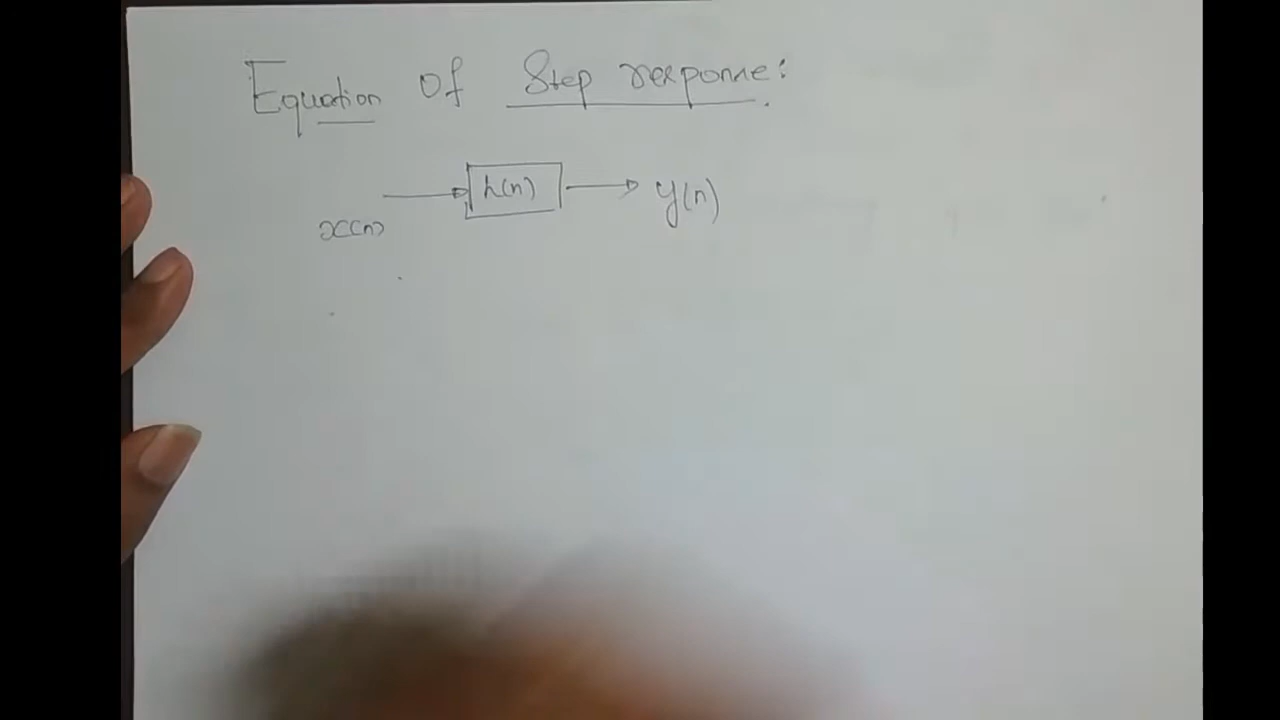 Equation Of Step response:
h(n) y(n)
x(n)